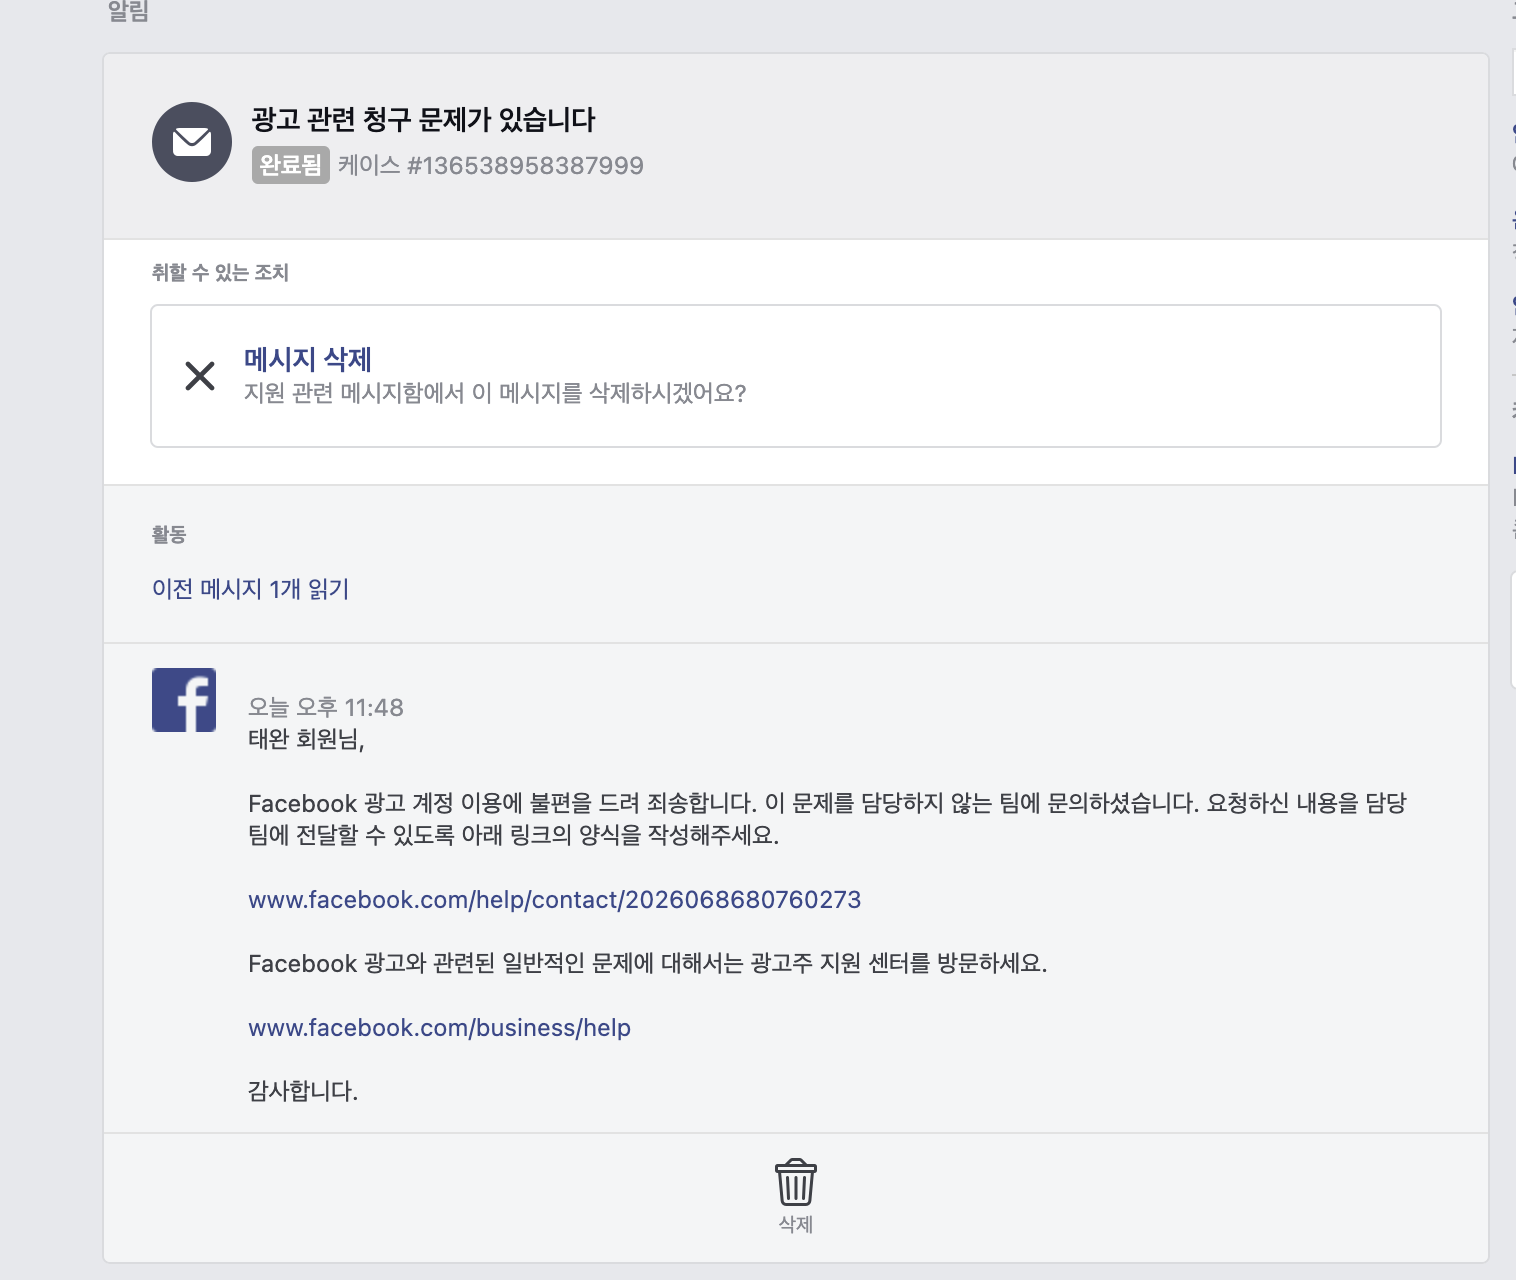 알림
광고 관련 청구 문제가 있습니다
완료됨 케이스 #136538958387999
취할 수 있는 조치
메시지 삭제
지원 관련 메시지함에서 이 메시지를 삭제하시겠어요?
활동
이전 메시지 1개 읽기
오늘 오후 11:48
태완 회원님,
Facebook 광고 계정 이용에 불편을 드려 죄송합니다. 이 문제를 담당하지 않는 팀에 문의하셨습니다. 요청하신 내용을 담당
팀에 전달할 수 있도록 아래 링크의 양식을 작성해주세요.
www.facebook.com/help/contact/2026068680760273
Facebook 광고와 관련된 일반적인 문제에 대해서는 광고주 지원 센터를 방문하세요.
www.facebook.com/business/help
감사합니다.
삭제